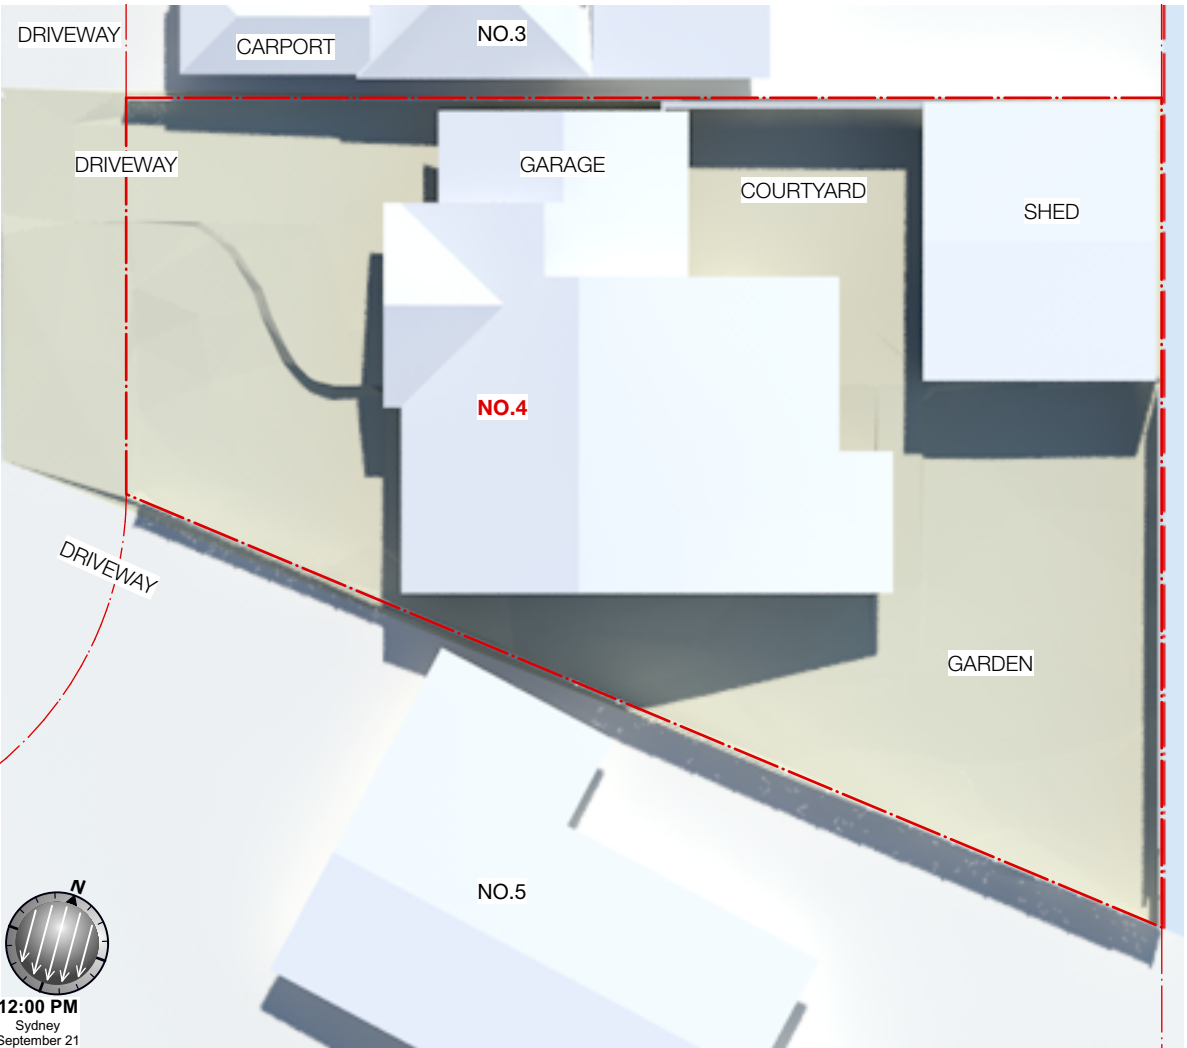 DRIVEWAY
CARPORT
NO.3
DRIVEWAY
GARAGE
COURTYARD
SHED
NO.4
DRIVEWAY
GARDEN
NO.5
N
12:00 PM
Sydney
September 21